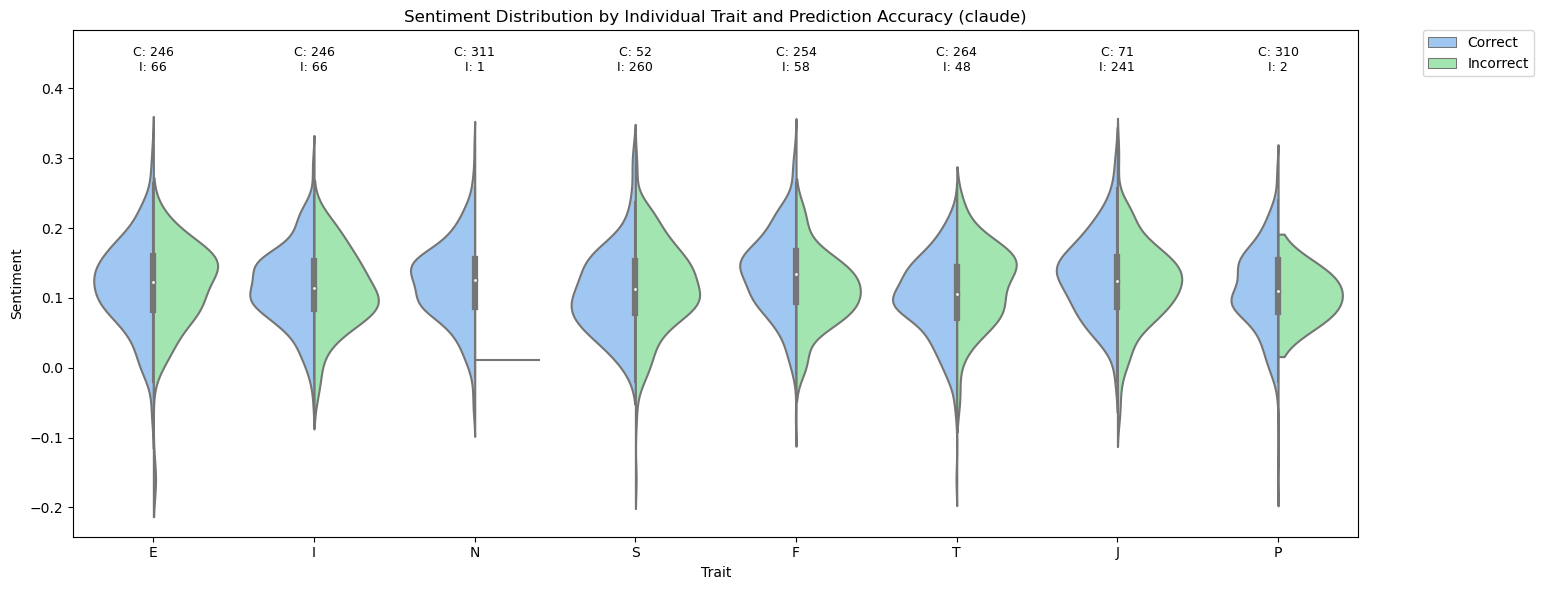 Sentiment Distribution by Individual Trait and Prediction Accuracy (claude)
C: 246
I: 66
C: 246
I: 66
C: 311
I: 1
C: 52
I: 260
C: 254
I: 58
C: 264
I: 48
C: 71
I: 241
C: 310
I: 2
Correct
Incorrect
Sentiment
0.4
0.3
0.2
0.1
0.0
−0.1
−0.2
E
I
N
S
F
T
J
P
Trait